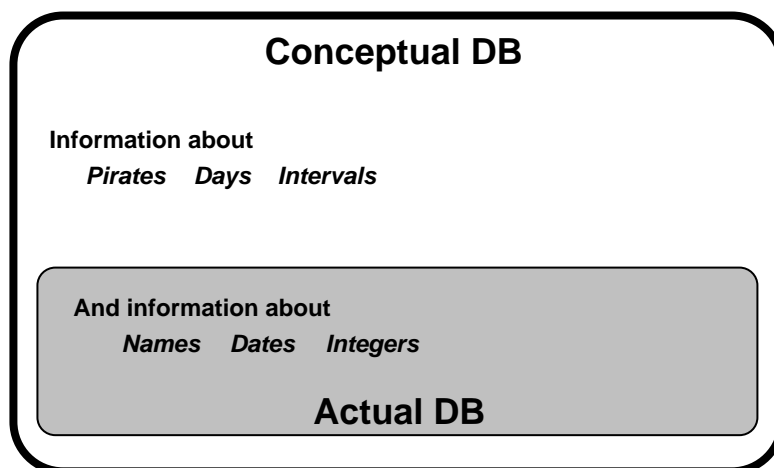 Conceptual DB
Information about
Pirates Days Intervals
And information about
Names Dates Integers
Actual DB